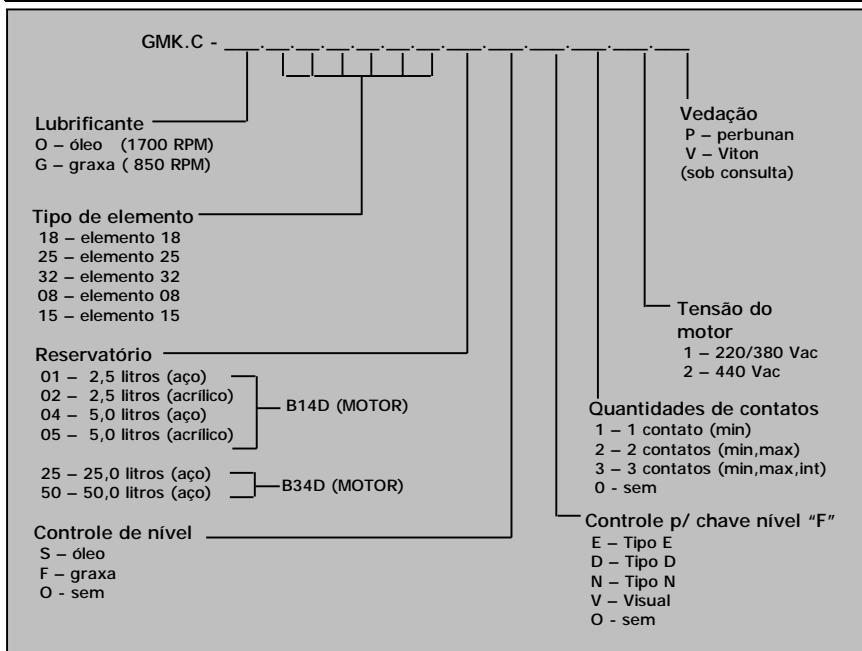 GMK.C - ___.__.__.__.__.__.__.___.___.___.___.___.___
Lubrificante
O – óleo (1700 RPM)
G – graxa ( 850 RPM)
Tipo de elemento
18 – elemento 18
25 – elemento 25
32 – elemento 32
08 – elemento 08
15 – elemento 15
Reservatório
01 – 2,5 litros (aço)
02 – 2,5 litros (acrílico)
04 – 5,0 litros (aço)
05 – 5,0 litros (acrílico)
B14D (MOTOR)
25 – 25,0 litros (aço)
50 – 50,0 litros (aço)
B34D (MOTOR)
Controle de nível
S – óleo
F – graxa
O - sem
Vedação
P – perbunan
V – Viton
(sob consulta)
Tensão do
motor
1 – 220/380 Vac
2 – 440 Vac
Quantidades de contatos
1 – 1 contato (min)
2 – 2 contatos (min,max)
3 – 3 contatos (min,max,int)
0 - sem
Controle p/ chave nível “F”
E – Tipo E
D – Tipo D
N – Tipo N
V – Visual
O - sem